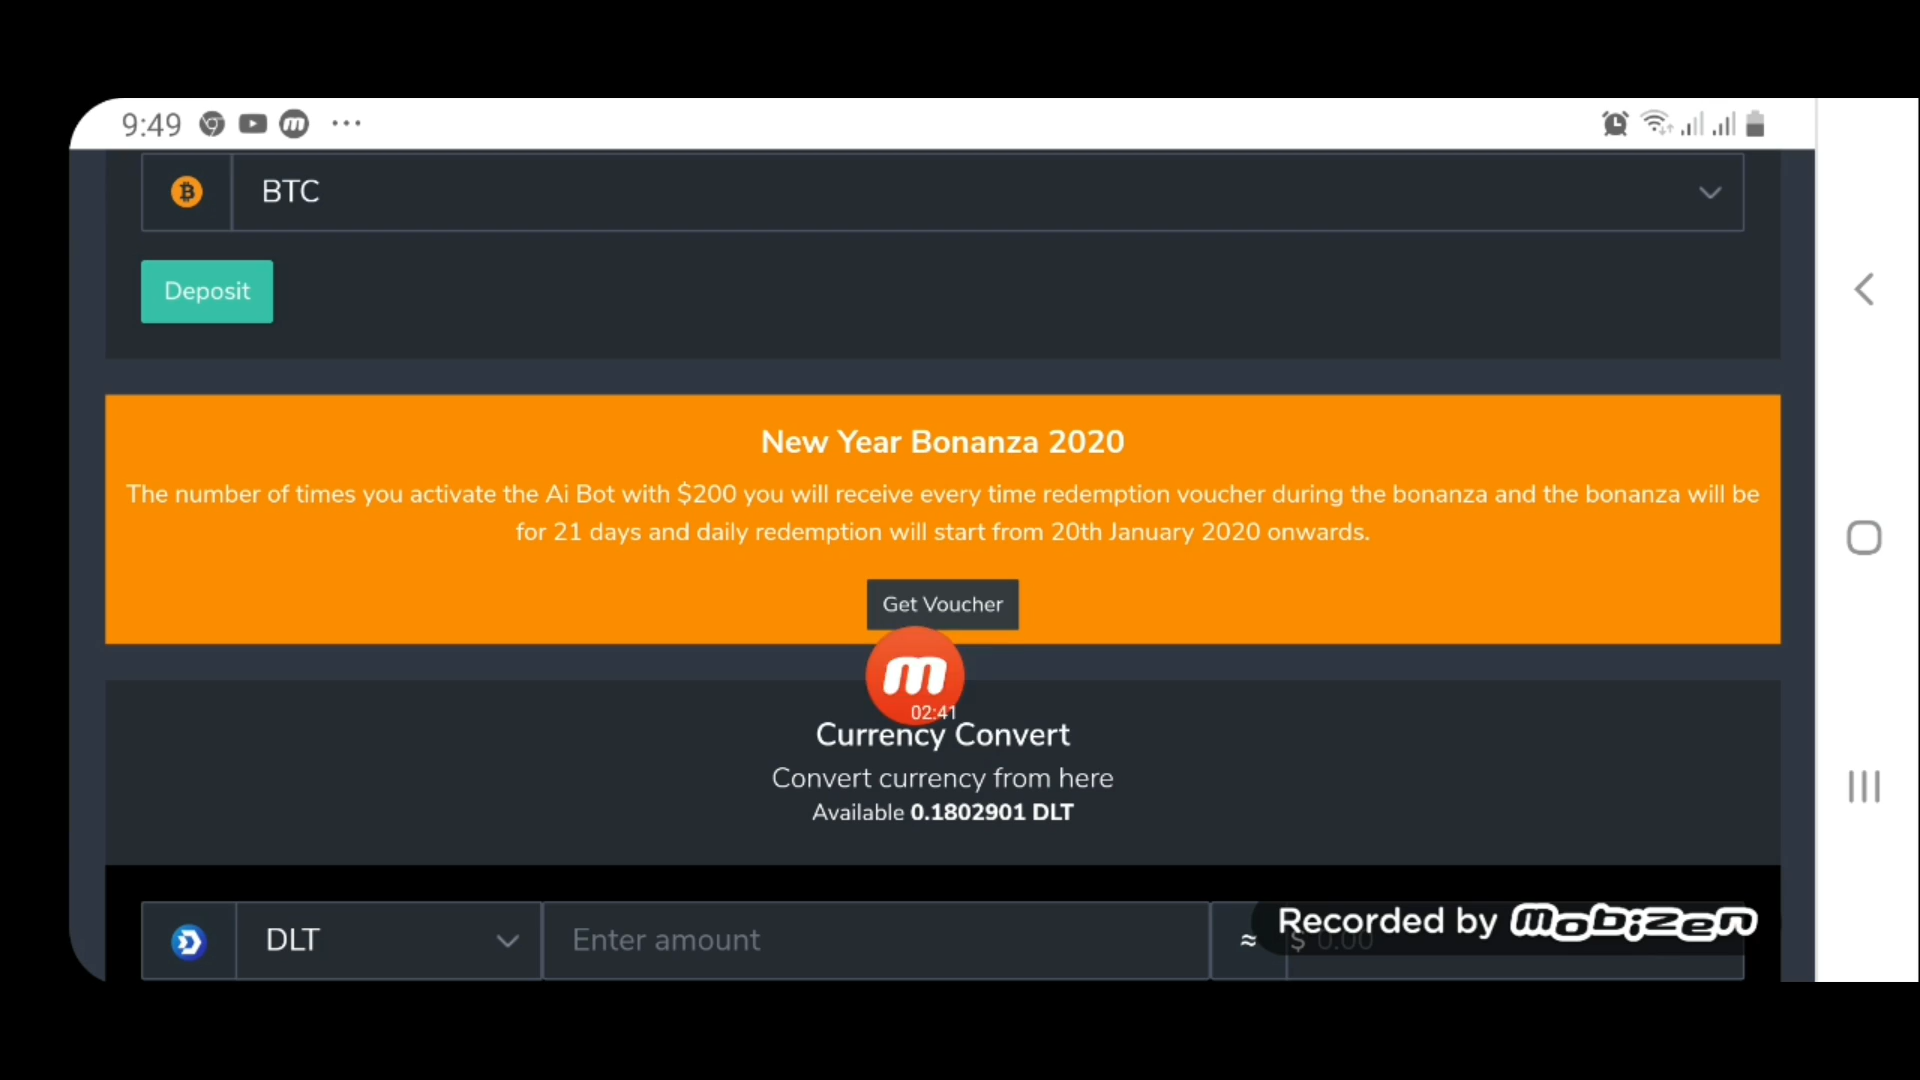 9:49
BTC
Deposit
New Year Bonanza 2020
The number of times you activate the Ai Bot with $200 you will receive every time redemption voucher during the bonanza and the bonanza will be
for 21 days and daily redemption will start from 20th January 2020 onwards.
Get Voucher
m
02:41
Currency Convert
Convert currency from here
Available 0.1802901 DLT
DLT
Enter amount
≈
$ 0.00
Recorded by mobizen